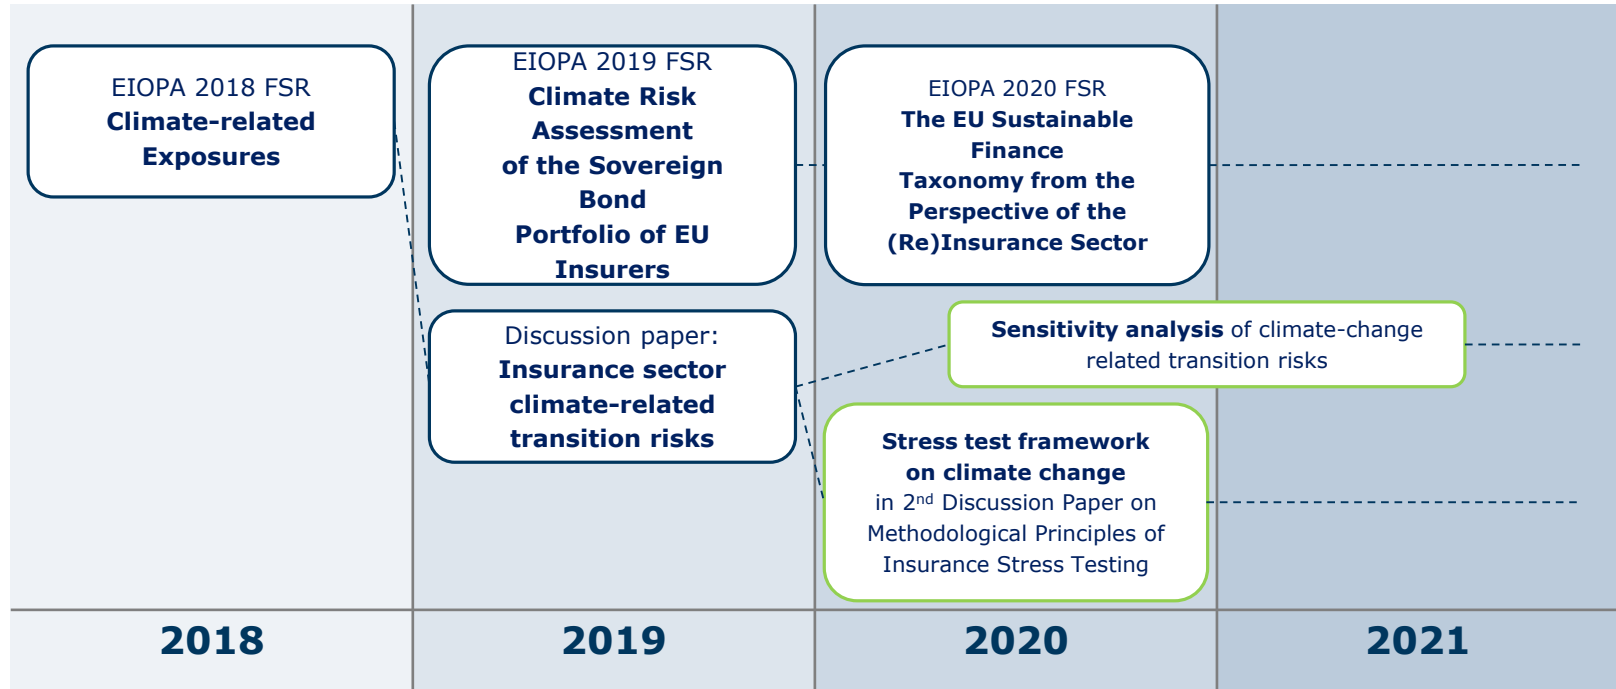 EIOPA 2018 FSR
Climate-related
Exposures
EIOPA 2019 FSR
Climate Risk
Assessment
of the Sovereign
Bond
Portfolio of EU
Insurers
EIOPA 2020 FSR
The EU Sustainable
Finance
Taxonomy from the
Perspective of the
(Re)Insurance Sector
Discussion paper:
Insurance sector
climate-related
transition risks
Sensitivity analysis of climate-change
related transition risks
Stress test framework
on climate change
in 2nd Discussion Paper on
Methodological Principles of
Insurance Stress Testing
2018
2019
2020
2021